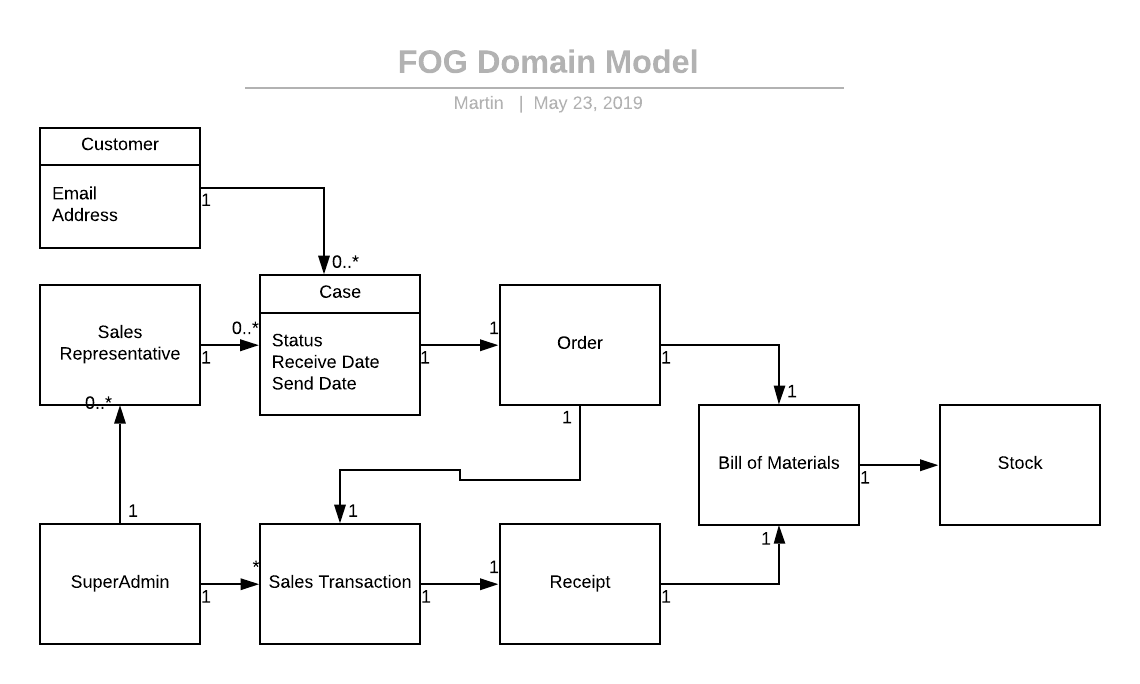 FOG Domain Model
Martin | May 23, 2019
Customer
Email
Address
1
0..*
Case
Status
Receive Date
Send Date
Sales
Representative
0..*
1
1
1
Order
1
1
0..*
1
1
Bill of Materials
1
Stock
1
1
SuperAdmin
*
1
Sales Transaction
1
1
Receipt
1
1